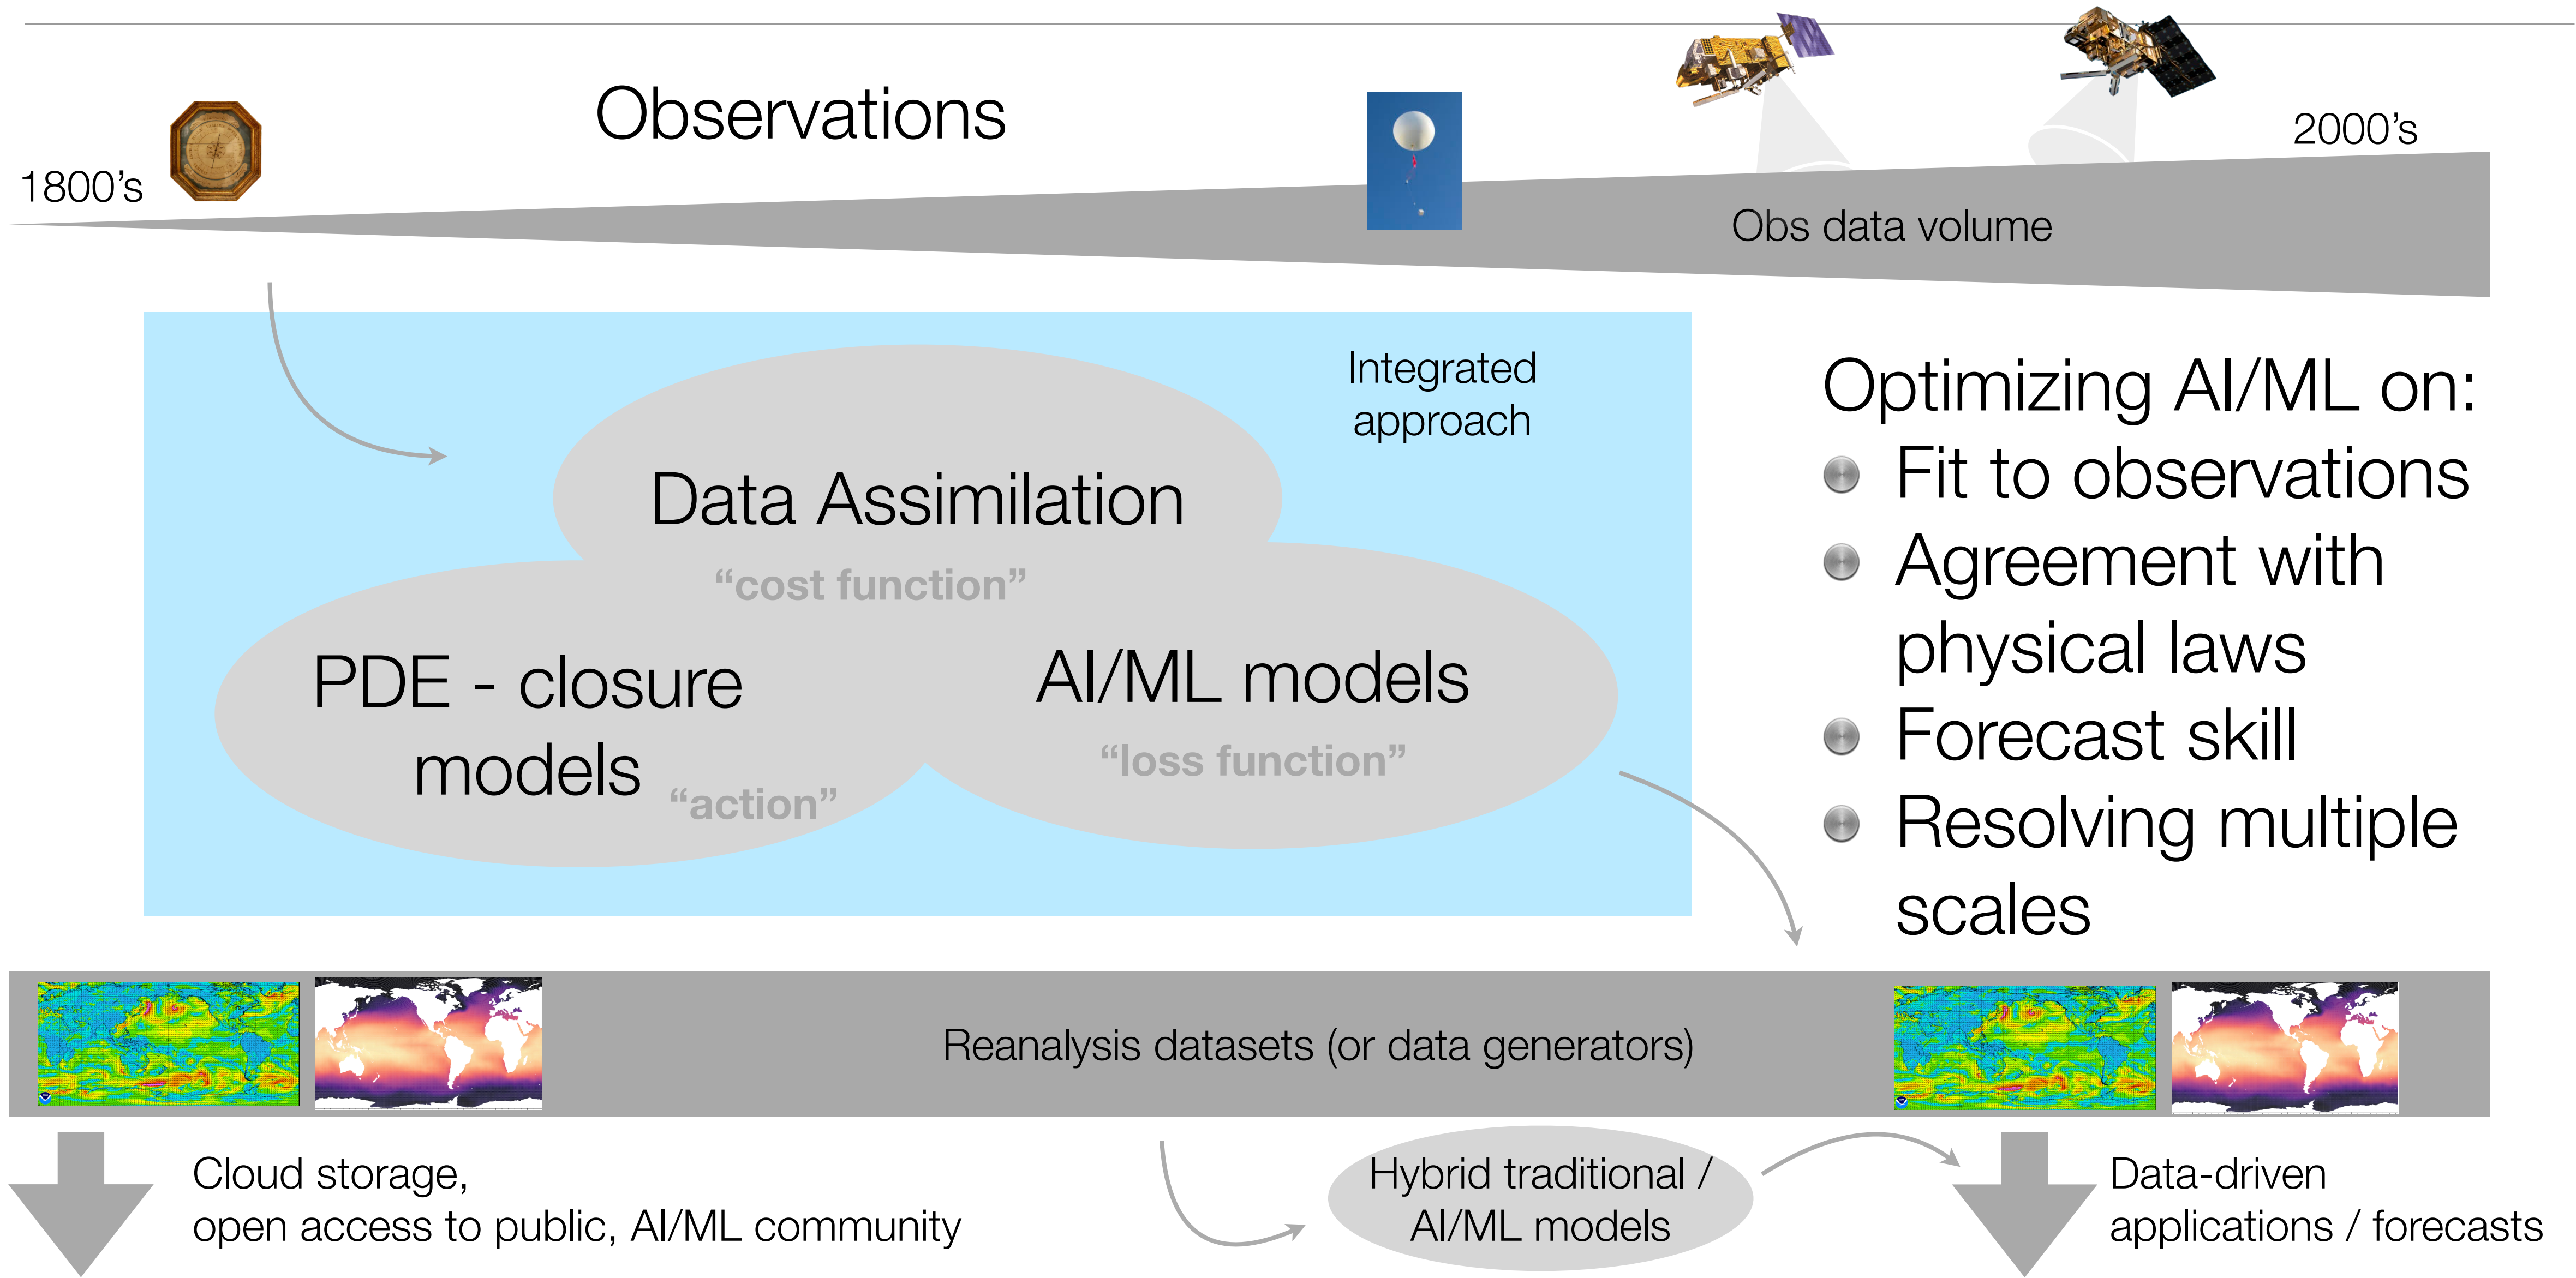 Observations
1800’s
2000’s
Obs data volume
Integrated
approach
Data Assimilation
“cost function”
PDE - closure
models
“action”
AI/ML models
“loss function”
Optimizing AI/ML on:
Fit to observations
Agreement with
physical laws
Forecast skill
Resolving multiple
scales
Reanalysis datasets (or data generators)
Cloud storage,
open access to public, AI/ML community
Hybrid traditional /
AI/ML models
Data-driven
applications / forecasts